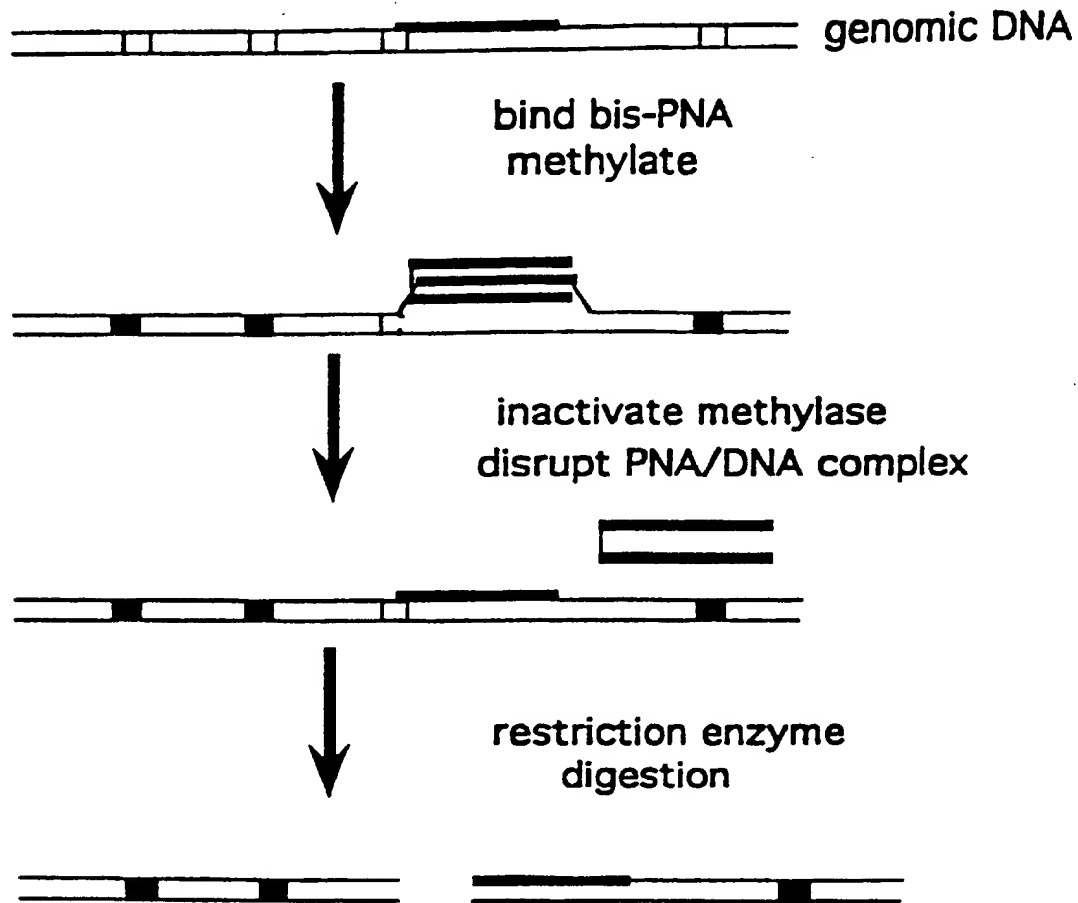 genomic DNA
bind bis-PNA
methylate
inactivate methylase
disrupt PNA/DNA complex
restriction enzyme
digestion